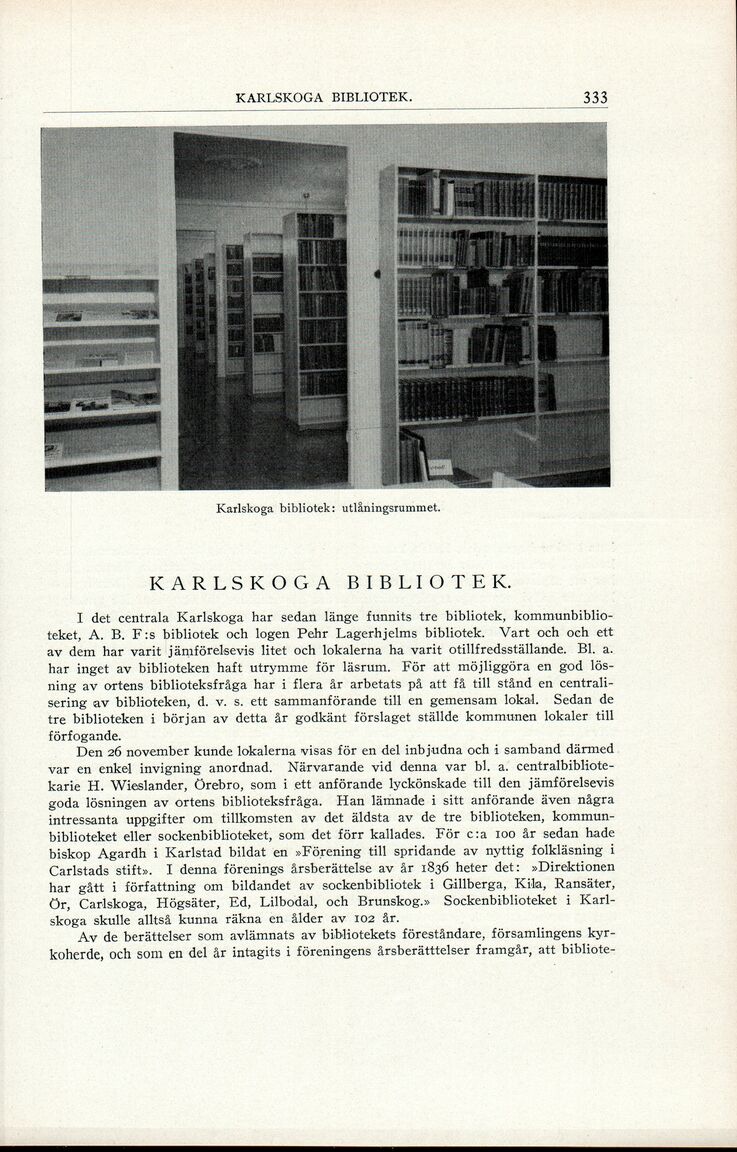 KARLSKOGA BIBLIOTEK. 333
Karlskoga bibliotek: utlåningsrummet.
KARLSKOGA BIBLIOTEK.
I det centrala Karlskoga har sedan länge funnits tre bibliotek, kommunbiblio-
teket, A. B. F:s bibliotek och logen Pehr Lagerhjelms bibliotek. Vart och och ett
av dem har varit jämförelsevis litet och lokalerna ha varit otillfredsställande. Bl. a.
har inget av biblioteken haft utrymme för läsrum. För att möjliggöra en god lös-
ning av ortens biblioteksfråga har i flera år arbetats på att få till stånd en centrali-
sering av biblioteken, d. v. s. ett sammanförande till en gemensam lokal. Sedan de
tre biblioteken i början av detta år godkänt förslaget ställde kommunen lokaler till
förfogande.
Den 26 november kunde lokalerna visas för en del inbjudna och i samband därmed
var en enkel invigning anordnad. Närvarande vid denna var bl. a. centralbibliote-
karie H. Wieslander, Örebro, som i ett anförande lyckönskade till den jämförelsevis
goda lösningen av ortens biblioteksfråga. Han lämnade i sitt anförande även några
intressanta uppgifter om tillkomsten av det äldsta av de tre biblioteken, kommun-
biblioteket eller sockenbiblioteket, som det förr kallades. För c:a 100 år sedan hade
biskop Agardh i Karlstad bildat en »Förening till spridande av nyttig folkläsning i
Carlstads stift». I denna förenings årsberättelse av år 1836 heter det: »Direktionen
har gått i författning om bildandet av sockenbibliotek i Gillberga, Kila, Ransäter,
Ör, Carlskoga, Högsäter, Ed, Lilbodal, och Brunskog.» Sockenbiblioteket i Karl-
skoga skulle alltså kunna räkna en ålder av 102 år.
Av de berättelser som avlämnats av bibliotekets föreståndare, församlingens kyr-
koherde, och som en del år intagits i föreningens årsberätttelser framgår, att bibliote-